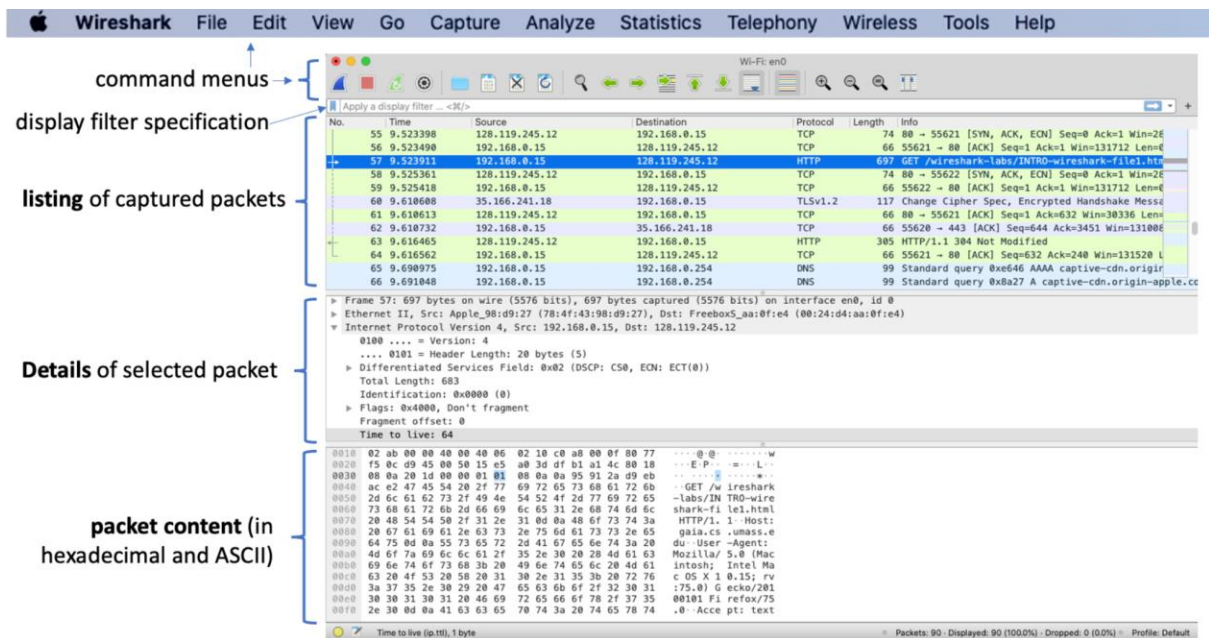 Wireshark File Edit View Go Capture Analyze Statistics Telephony Wireless Tools Help
command menus
Wi-Fi: en0
display filter specification
Apply a display filter ... <⌘/>
No. Time Source Destination Protocol Length Info
55 9.523398 128.119.245.12 192.168.0.15 TCP 74 80 → 55621 [SYN, ACK, ECN] Seq=0 Ack=1 Win=28
56 9.523490 192.168.0.15 128.119.245.12 TCP 66 55621 → 80 [ACK] Seq=1 Ack=1 Win=131712 Len=0
57 9.523911 192.168.0.15 128.119.245.12 HTTP 697 GET /wireshark-labs/INTRO-wireshark-file1.htm
58 9.525361 128.119.245.12 192.168.0.15 TCP 74 80 → 55622 [SYN, ACK, ECN] Seq=0 Ack=1 Win=28
59 9.525418 192.168.0.15 128.119.245.12 TCP 66 55622 → 80 [ACK] Seq=1 Ack=1 Win=131712 Len=0
60 9.610608 35.166.241.18 192.168.0.15 TLSv1.2 117 Change Cipher Spec, Encrypted Handshake Messa
61 9.610613 128.119.245.12 192.168.0.15 TCP 66 80 → 55621 [ACK] Seq=1 Ack=632 Win=30336 Len=
62 9.610732 192.168.0.15 35.166.241.18 TCP 66 55620 → 443 [ACK] Seq=644 Ack=3451 Win=131008
63 9.616465 128.119.245.12 192.168.0.15 HTTP 305 HTTP/1.1 304 Not Modified
64 9.616562 192.168.0.15 128.119.245.12 TCP 66 55621 → 80 [ACK] Seq=632 Ack=240 Win=131520 L
65 9.690975 192.168.0.15 192.168.0.254 DNS 99 Standard query 0xe646 AAAA captive-cdn.origin
66 9.691048 192.168.0.15 192.168.0.254 DNS 99 Standard query 0x8a27 A captive-cdn.origin-apple.cc
listing of captured packets
Frame 57: 697 bytes on wire (5576 bits), 697 bytes captured (5576 bits) on interface en0, id 0
Ethernet II, Src: Apple_98:d9:27 (78:4f:43:98:d9:27), Dst: FreeboxS_aa:0f:e4 (00:24:d4:aa:0f:e4)
Internet Protocol Version 4, Src: 192.168.0.15, Dst: 128.119.245.12
0100 .... = Version: 4
.... 0101 = Header Length: 20 bytes (5)
Differentiated Services Field: 0x02 (DSCP: CS0, ECN: ECT(0))
Total Length: 683
Identification: 0x0000 (0)
Flags: 0x4000, Don't fragment
Fragment offset: 0
Time to live: 64
Details of selected packet
0010 02 ab 00 00 40 00 40 06 02 10 c0 a8 00 0f 80 77 ····@·@· ·······w
0020 f5 0c d9 45 00 50 15 e5 a0 3d df b1 a1 4c 80 18 ···E·P·· ·=···L··
0030 08 0a 20 1d 00 00 01 01 08 0a 0a 95 91 2a d9 eb ·· ····· ·····*··
0040 ac e2 47 45 54 20 2f 77 69 72 65 73 68 61 72 6b ··GET /w ireshark
0050 2d 6c 61 62 73 2f 49 4e 54 52 4f 2d 77 69 72 65 -labs/IN TRO-wire
0060 73 68 61 72 6b 2d 66 69 6c 65 31 2e 68 74 6d 6c shark-fi le1.html
0070 20 48 54 54 50 2f 31 2e 31 0d 0a 48 6f 73 74 3a HTTP/1. 1··Host:
0080 20 67 61 69 61 2e 63 73 2e 75 6d 61 73 73 2e 65 gaia.cs .umass.e
0090 64 75 0d 0a 55 73 65 72 2d 41 67 65 6e 74 3a 20 du··User -Agent:
00a0 4d 6f 7a 69 6c 6c 61 2f 35 2e 30 20 28 4d 61 63 Mozilla/ 5.0 (Mac
00b0 69 6e 74 6f 73 68 3b 20 49 6e 74 65 6c 20 4d 61 intosh; Intel Ma
00c0 63 20 4f 53 20 58 20 31 30 2e 31 35 3b 20 72 76 c OS X 1 0.15; rv
00d0 3a 37 35 2e 30 29 20 47 65 63 6b 6f 2f 32 30 31 :75.0) G ecko/201
00e0 30 30 31 30 31 20 46 69 72 65 66 6f 78 2f 37 35 00101 Fi refox/75
00f0 2e 30 0d 0a 41 63 63 65 70 74 3a 20 74 65 78 74 .0··Acce pt: text
packet content (in
hexadecimal and ASCII)
Time to live (ip.ttl), 1 byte
Packets: 90 · Displayed: 90 (100.0%) · Dropped: 0 (0.0%) Profile: Default